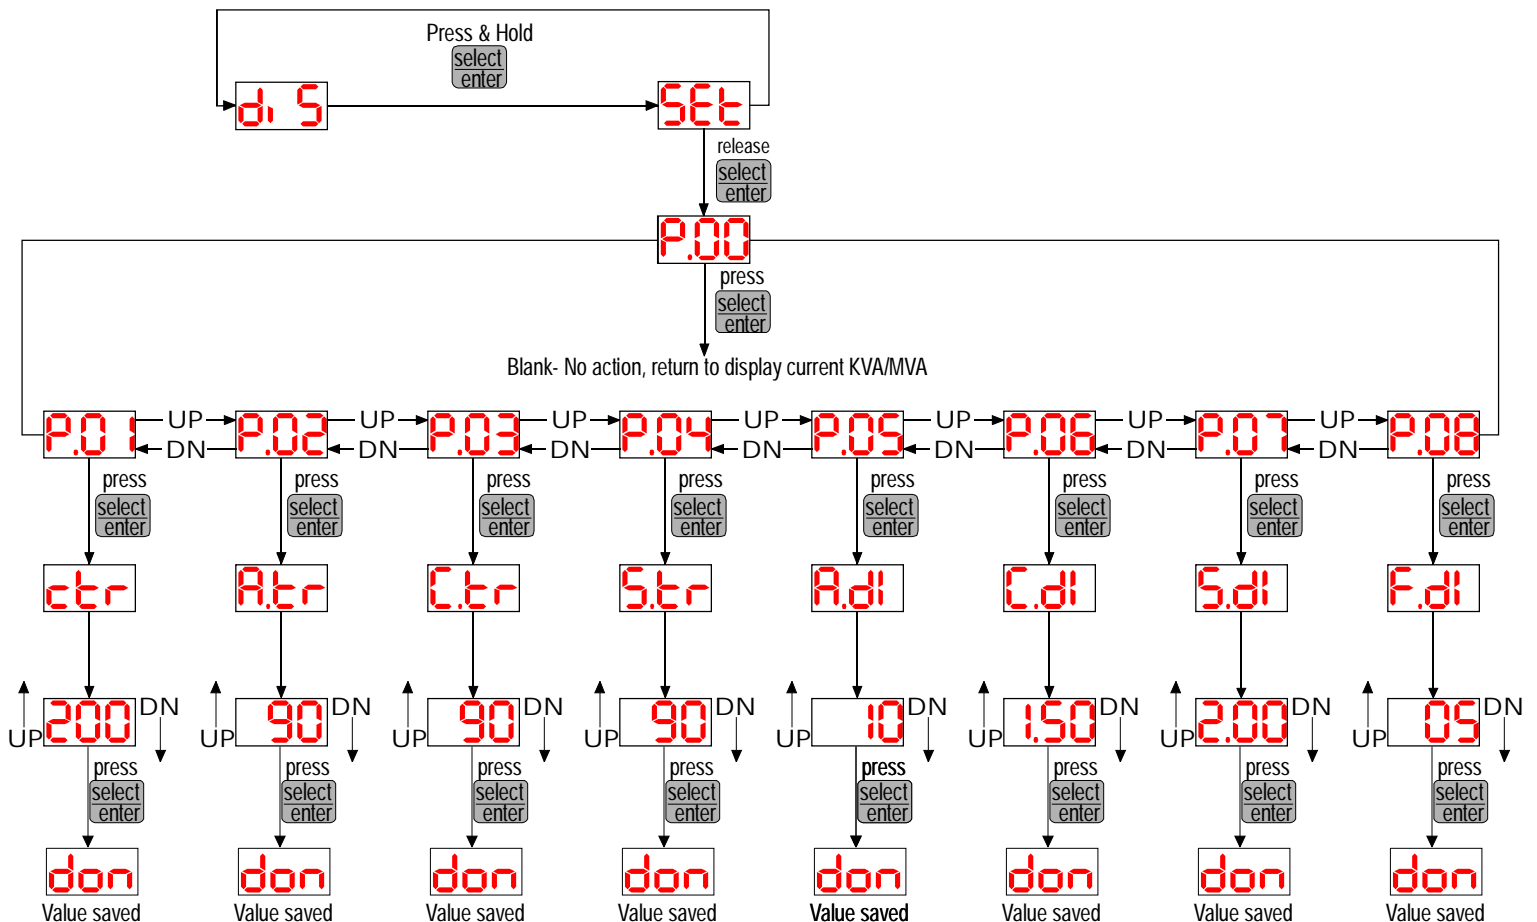 Press & Hold
select
enter
di S
SEt
release
select
enter
P.00
press
select
enter
Blank- No action, return to display current KVA/MVA
P.01 UP P.02 UP P.03 UP P.04 UP P.05 UP P.06 UP P.07 UP P.08
DN DN DN DN DN DN DN
press press press press press press press press
select select select select select select select select
enter enter enter enter enter enter enter enter
ctr A.tr C.tr S.tr A.dl C.dl S.dl F.dl
UP 200 DN UP 90 DN UP 90 DN UP 90 DN UP 10 DN UP 1.50 DN UP 2.00 DN UP 05 DN
press press press press press press press press
select select select select select select select select
enter enter enter enter enter enter enter enter
don don don don don don don don
Value saved Value saved Value saved Value saved Value saved Value saved Value saved Value saved